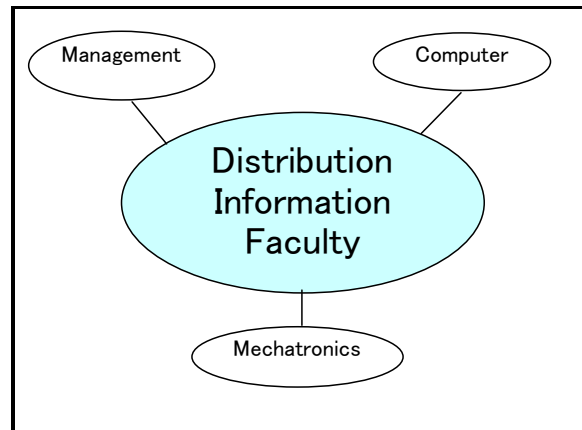 Management
Computer
Distribution
Information
Faculty
Mechatronics